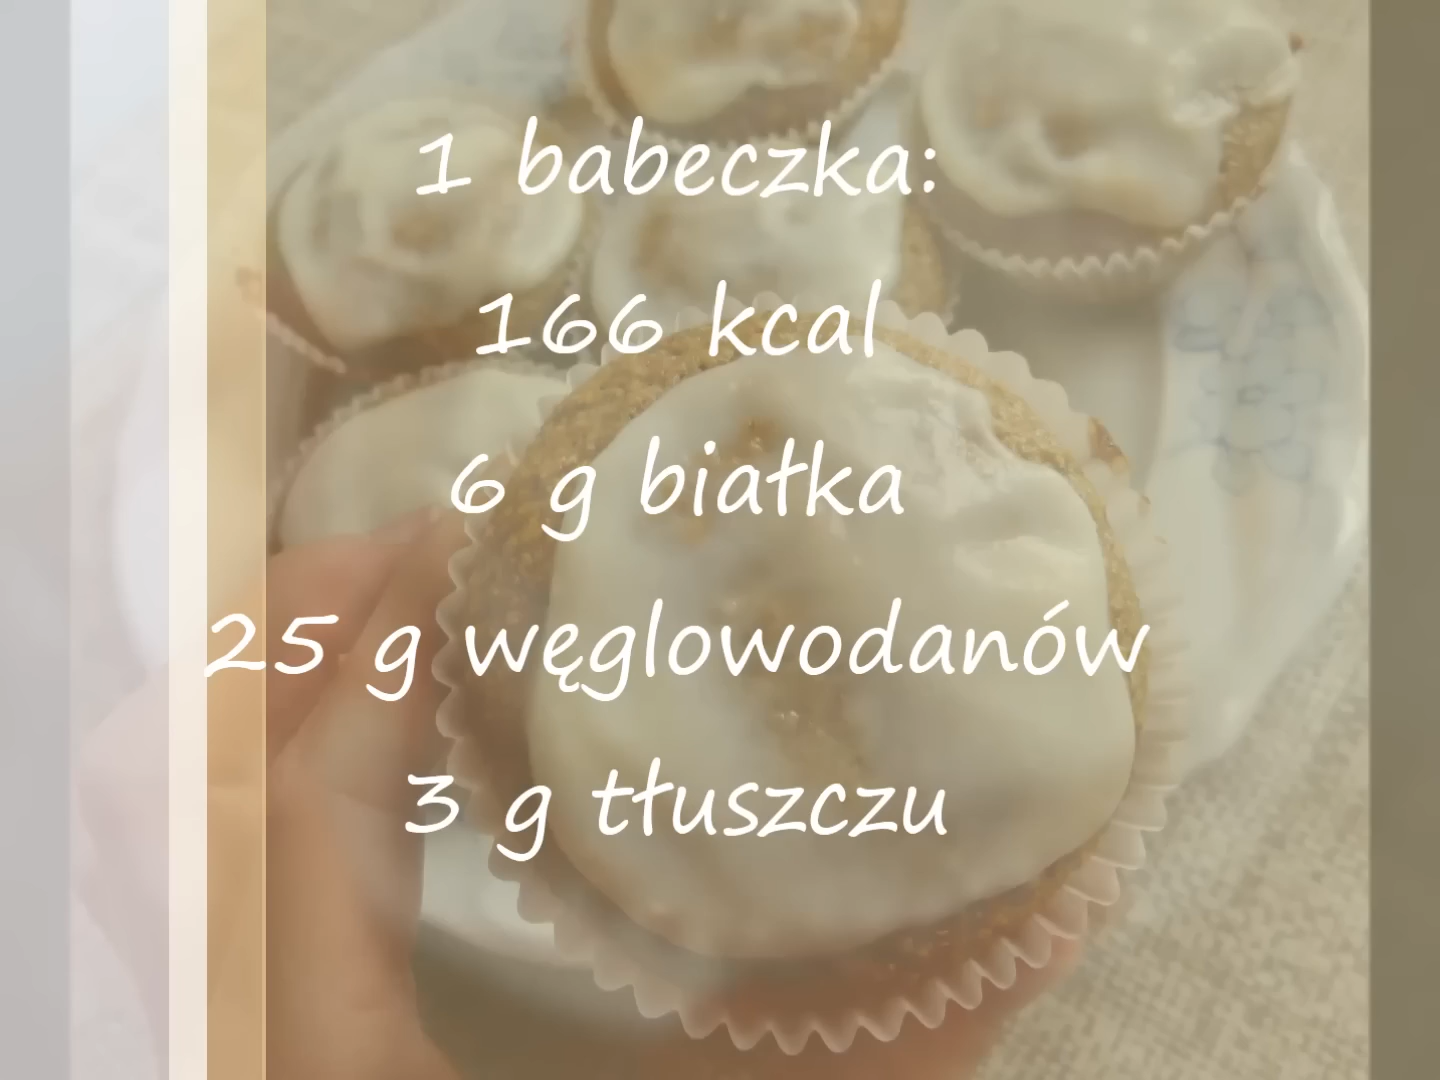 1 babeczka:
166 kcal
6 g białka
25 g węglowodanów
3 g tłuszczu